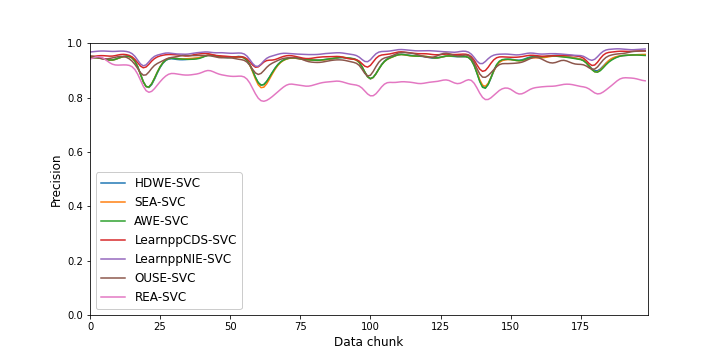 1.0
0.8
0.6
0.4
0.2
0.0
Precision
HDWE-SVC
SEA-SVC
AWE-SVC
LearnppCDS-SVC
LearnppNIE-SVC
OUSE-SVC
REA-SVC
0 25 50 75 100 125 150 175
Data chunk